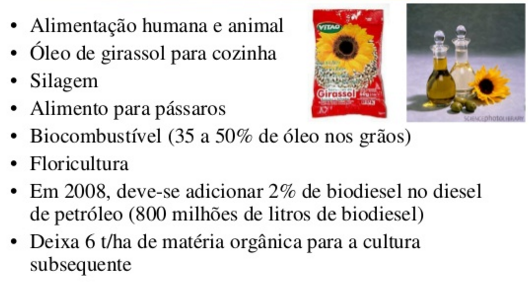 • Alimentação humana e animal
• Óleo de girassol para cozinha
• Silagem
• Alimento para pássaros
• Biocombustível (35 a 50% de óleo nos grãos)
• Floricultura
• Em 2008, deve-se adicionar 2% de biodiesel no diesel
de petróleo (800 milhões de litros de biodiesel)
• Deixa 6 t/ha de matéria orgânica para a cultura
subsequente
VITAO
Girassol